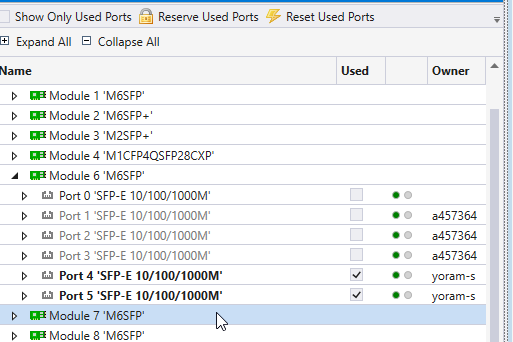 Show Only Used Ports Reserve Used Ports Reset Used Ports
Expand All Collapse All
Name Used Owner
Module 1 'M6SFP'
Module 2 'M6SFP+'
Module 3 'M2SFP+'
Module 4 'M1CFP4QSFP28CXP'
Module 6 'M6SFP'
Port 0 'SFP-E 10/100/1000M'
Port 1 'SFP-E 10/100/1000M' a457364
Port 2 'SFP-E 10/100/1000M' a457364
Port 3 'SFP-E 10/100/1000M' a457364
Port 4 'SFP-E 10/100/1000M' yoram-s
Port 5 'SFP-E 10/100/1000M' yoram-s
Module 7 'M6SFP'
Module 8 'M6SFP'